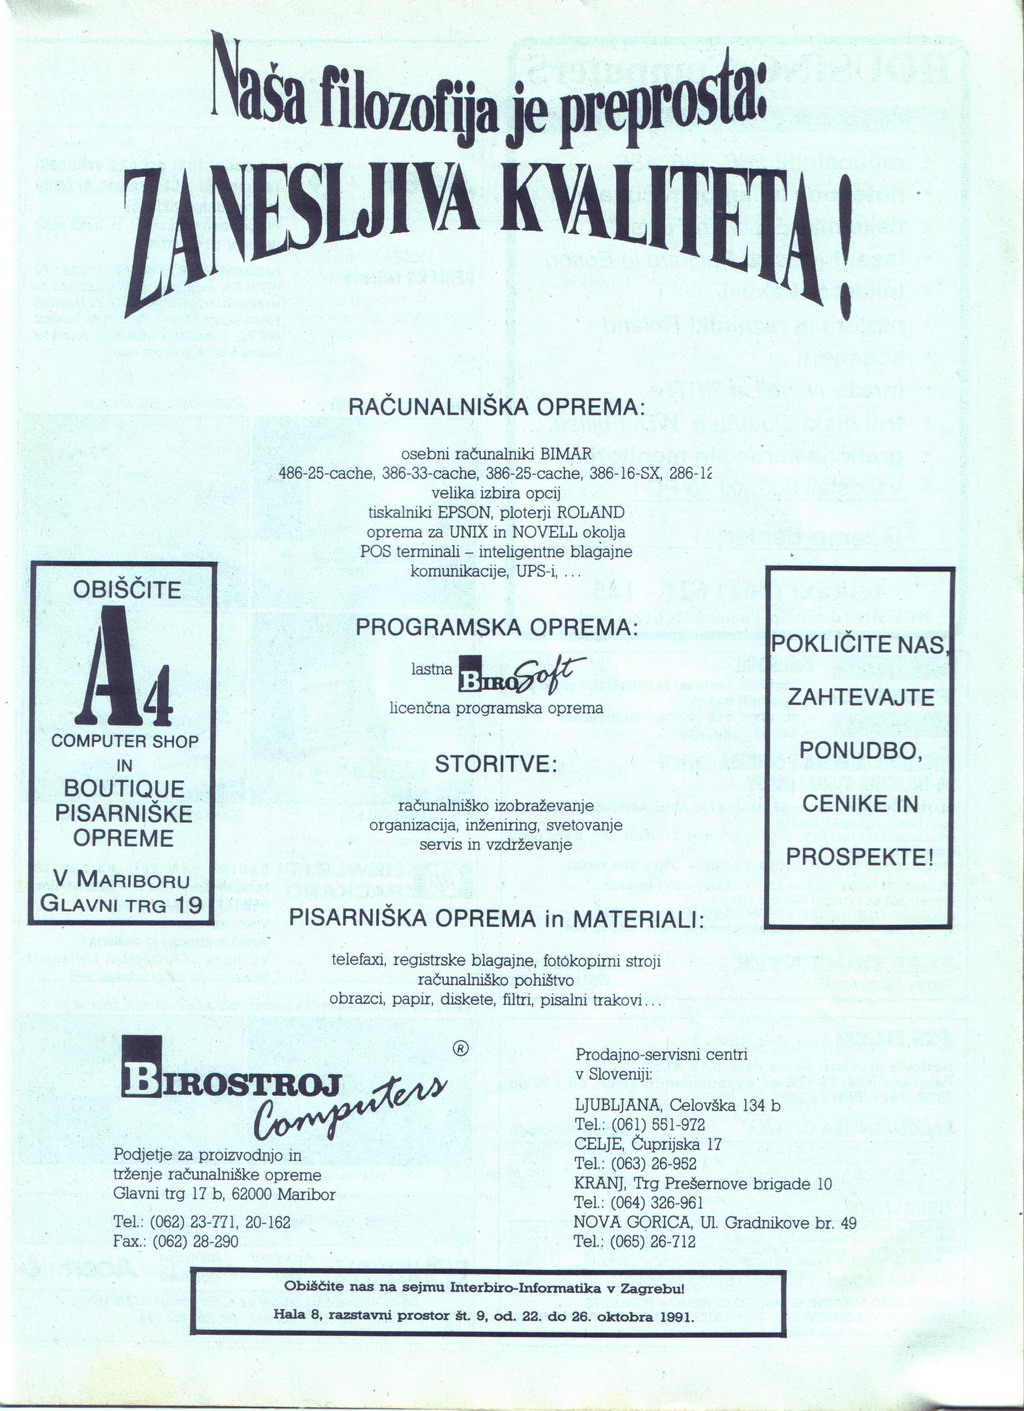 Naša filozofija je preprosta:
ZANESLJIVA KVALITETA!
RAČUNALNIŠKA OPREMA:
osebni računalniki BIMAR
486-25-cache, 386-33-cache, 386-25-cache, 386-16-SX, 286-12
velika izbira opcij
tiskalniki EPSON, ploterji ROLAND
oprema za UNIX in NOVELL okolja
POS terminali – inteligentne blagajne
komunikacije, UPS-i, ...
PROGRAMSKA OPREMA:
lastna BIROSoft
licenčna programska oprema
STORITVE:
računalniško izobraževanje
organizacija, inženiring, svetovanje
servis in vzdrževanje
PISARNIŠKA OPREMA in MATERIALI:
telefaxi, registrske blagajne, fotokopirni stroji
računalniško pohištvo
obrazci, papir, diskete, filtri, pisalni trakovi...
OBIŠČITE
A4
COMPUTER SHOP
IN
BOUTIQUE
PISARNIŠKE
OPREME
V MARIBORU
GLAVNI TRG 19
POKLIČITE NAS,
ZAHTEVAJTE
PONUDBO,
CENIKE IN
PROSPEKTE!
BIROSTROJ ®
Computers
Podjetje za proizvodnjo in
trženje računalniške opreme
Glavni trg 17 b, 62000 Maribor
Tel.: (062) 23-771, 20-162
Fax.: (062) 28-290
Prodajno-servisni centri
v Sloveniji:
LJUBLJANA, Celovška 134 b
Tel.: (061) 551-972
CELJE, Čuprijska 17
Tel.: (063) 26-952
KRANJ, Trg Prešernove brigade 10
Tel.: (064) 326-961
NOVA GORICA, Ul. Gradnikove br. 49
Tel.: (065) 26-712
Obiščite nas na sejmu Interbiro-Informatika v Zagrebu!
Hala 8, razstavni prostor št. 9, od. 22. do 26. oktobra 1991.